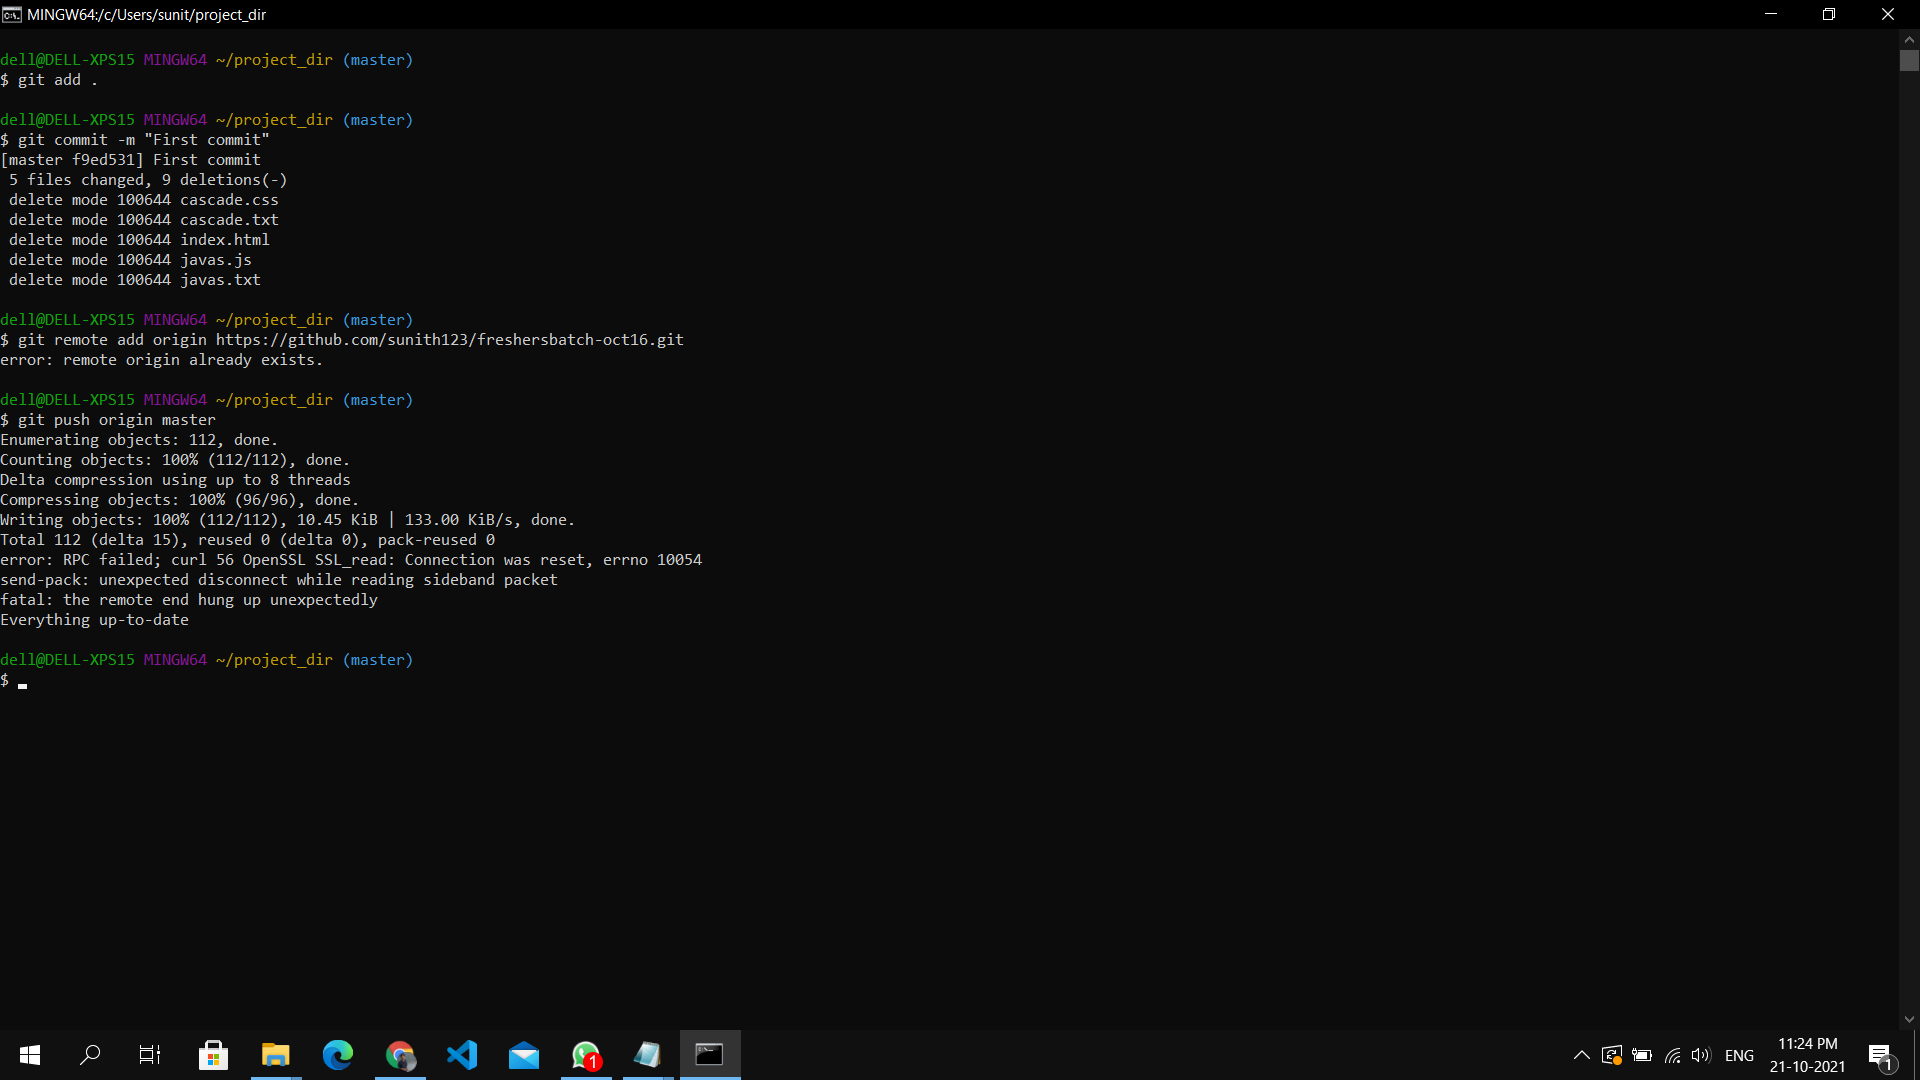 MINGW64:/c/Users/sunit/project_dir
dell@DELL-XPS15 MINGW64 ~/project_dir (master)
$ git add .
dell@DELL-XPS15 MINGW64 ~/project_dir (master)
$ git commit -m "First commit"
[master f9ed531] First commit
 5 files changed, 9 deletions(-)
 delete mode 100644 cascade.css
 delete mode 100644 cascade.txt
 delete mode 100644 index.html
 delete mode 100644 javas.js
 delete mode 100644 javas.txt
dell@DELL-XPS15 MINGW64 ~/project_dir (master)
$ git remote add origin https://github.com/sunith123/freshersbatch-oct16.git
error: remote origin already exists.
dell@DELL-XPS15 MINGW64 ~/project_dir (master)
$ git push origin master
Enumerating objects: 112, done.
Counting objects: 100% (112/112), done.
Delta compression using up to 8 threads
Compressing objects: 100% (96/96), done.
Writing objects: 100% (112/112), 10.45 KiB | 133.00 KiB/s, done.
Total 112 (delta 15), reused 0 (delta 0), pack-reused 0
error: RPC failed; curl 56 OpenSSL SSL_read: Connection was reset, errno 10054
send-pack: unexpected disconnect while reading sideband packet
fatal: the remote end hung up unexpectedly
Everything up-to-date
dell@DELL-XPS15 MINGW64 ~/project_dir (master)
$
1
ENG
11:24 PM
21-10-2021
1